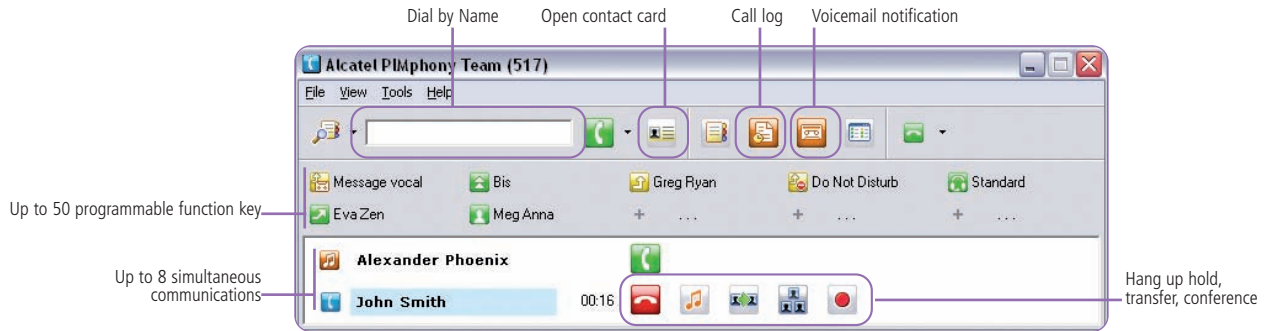 Dial by Name Open contact card Call log Voicemail notification
Alcatel PIMphony Team (517)
File View Tools Help
Message vocal Bis Greg Ryan Do Not Disturb Standard
Up to 50 programmable function key
Eva Zen Meg Anna + ... + ... + ...
Alexander Phoenix
Up to 8 simultaneous
communications
John Smith 00:16
Hang up hold,
transfer, conference